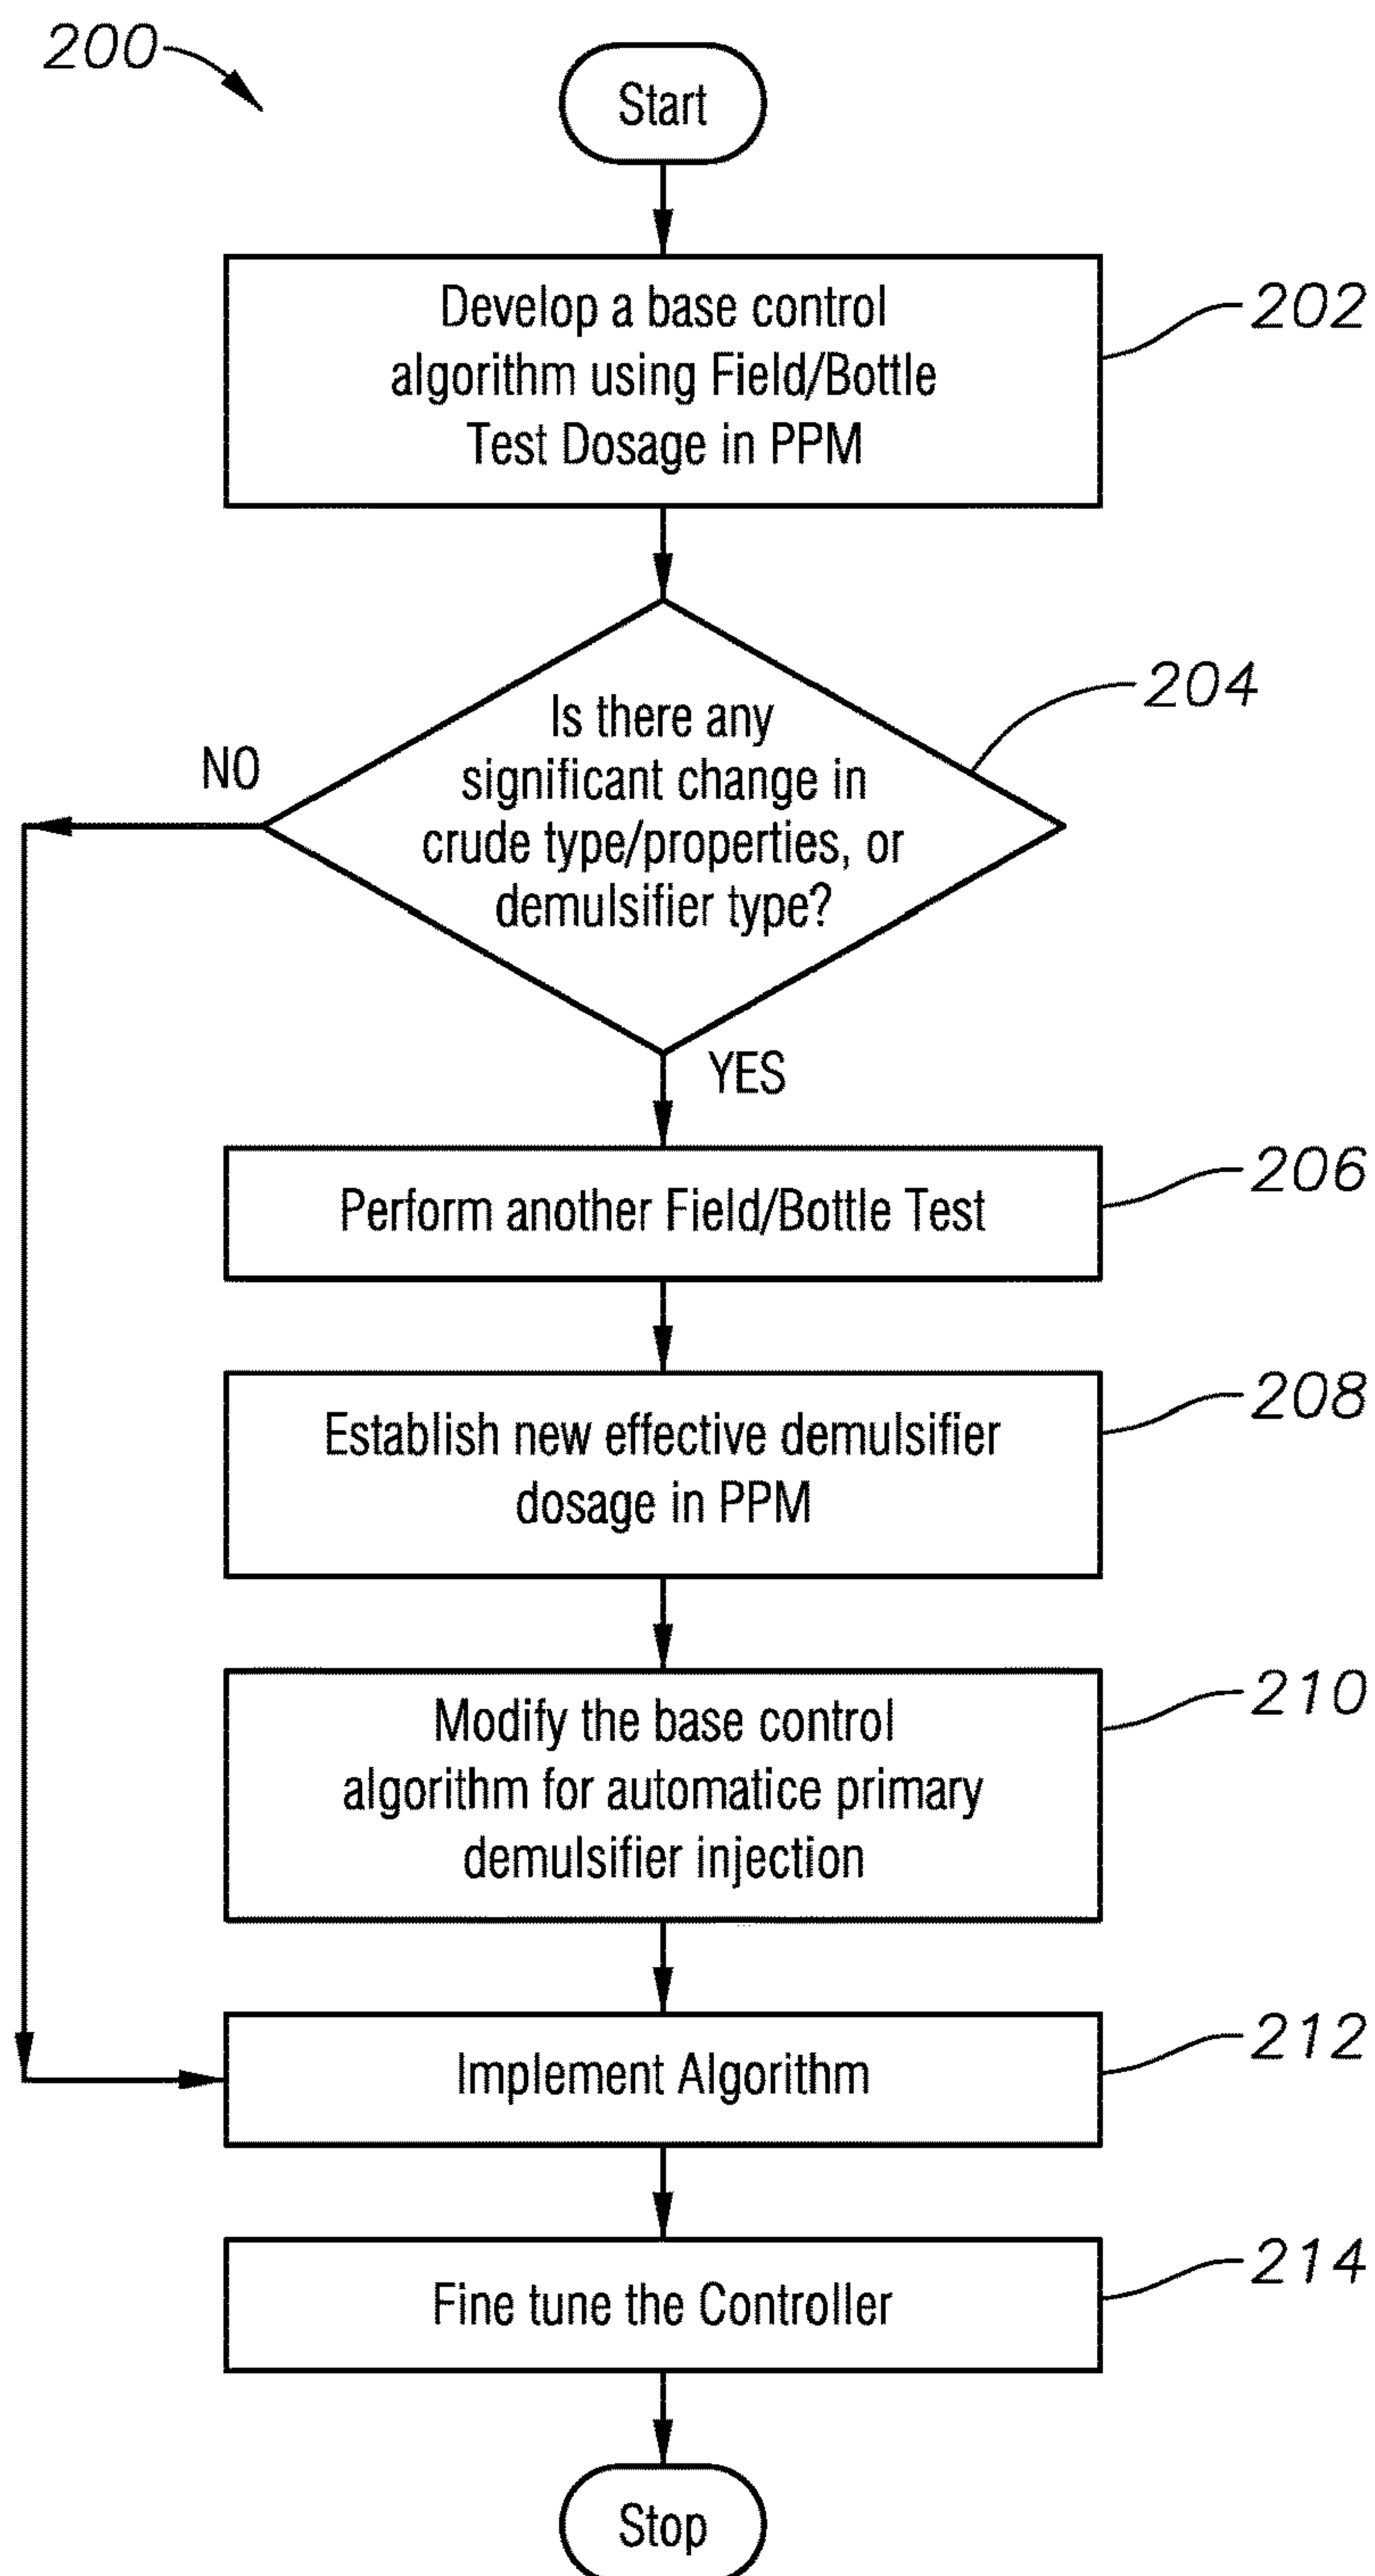 200
Start
Develop a base control
algorithm using Field/Bottle
Test Dosage in PPM
202
Is there any
significant change in
crude type/properties, or
demulsifier type?
204
NO
YES
Perform another Field/Bottle Test
206
Establish new effective demulsifier
dosage in PPM
208
Modify the base control
algorithm for automatice primary
demulsifier injection
210
Implement Algorithm
212
Fine tune the Controller
214
Stop